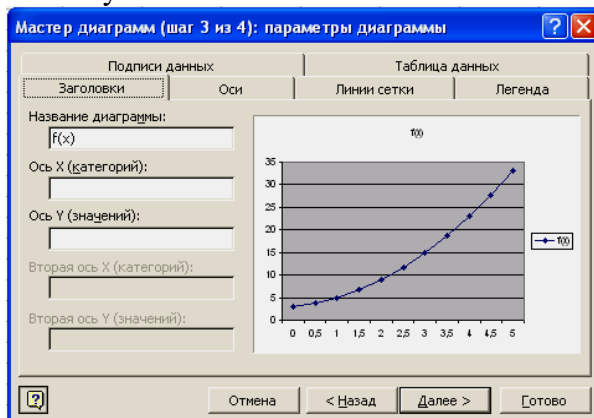 Мастер диаграмм (шаг 3 из 4): параметры диаграммы
Подписи данных
Таблица данных
Заголовки
Оси
Линии сетки
Легенда
Название диаграммы:
f(x)
Ось X (категорий):
Ось Y (значений):
Вторая ось X (категорий):
Вторая ось Y (значений):
f(x)
35
30
25
20
15
10
5
0
0 0,5 1 1,5 2 2,5 3 3,5 4 4,5 5
f(x)
Отмена
< Назад
Далее >
Готово